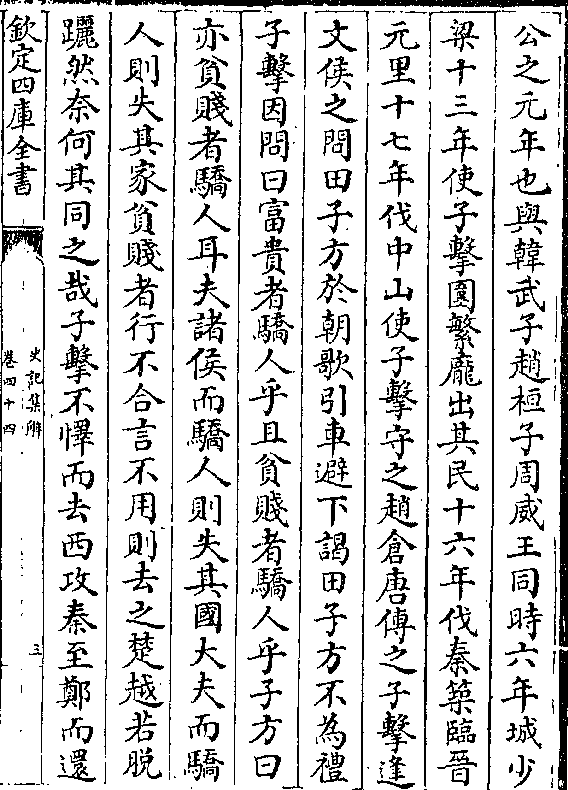 公之元年也與韓武子趙桓子周威王同時六年城少
梁十三年使子擊圍繁龐出其民十六年伐秦築臨晉
元里十七年伐中山使子擊守之趙倉唐傅之子擊逢
文侯之問田子方於朝歌引車避下謁田子方不為禮
子擊因問曰富貴者驕人乎且貧賤者驕人乎子方曰
亦貧賤者驕人耳夫諸侯而驕人則失其國大夫而驕
人則失其家貧賤者行不合言不用則去之楚越若脫
躧然奈何其同之哉子擊不懌而去西攻秦至鄭而還
欽定四庫全書
史記集解
卷四十四
三